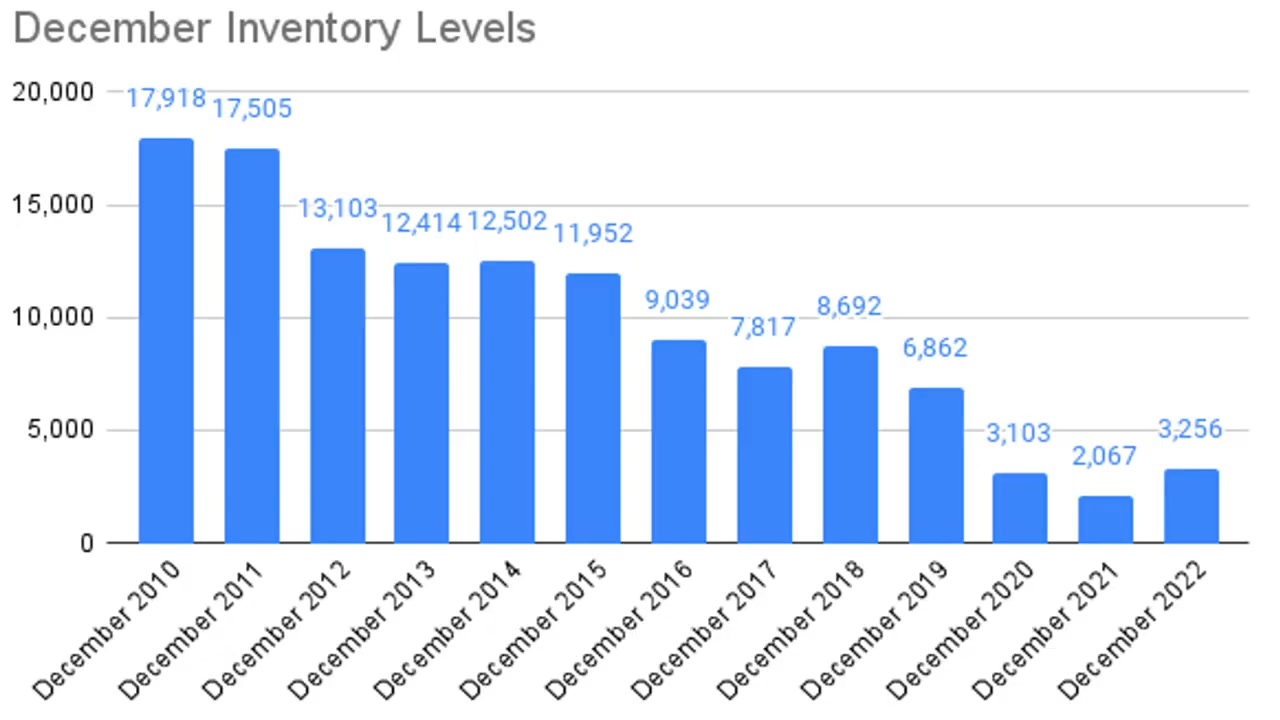 December Inventory Levels
20,000
15,000
10,000
5,000
0
17,918
17,505
13,103
12,414
12,502
11,952
9,039
7,817
8,692
6,862
3,103
2,067
3,256
December 2010
December 2011
December 2012
December 2013
December 2014
December 2015
December 2016
December 2017
December 2018
December 2019
December 2020
December 2021
December 2022